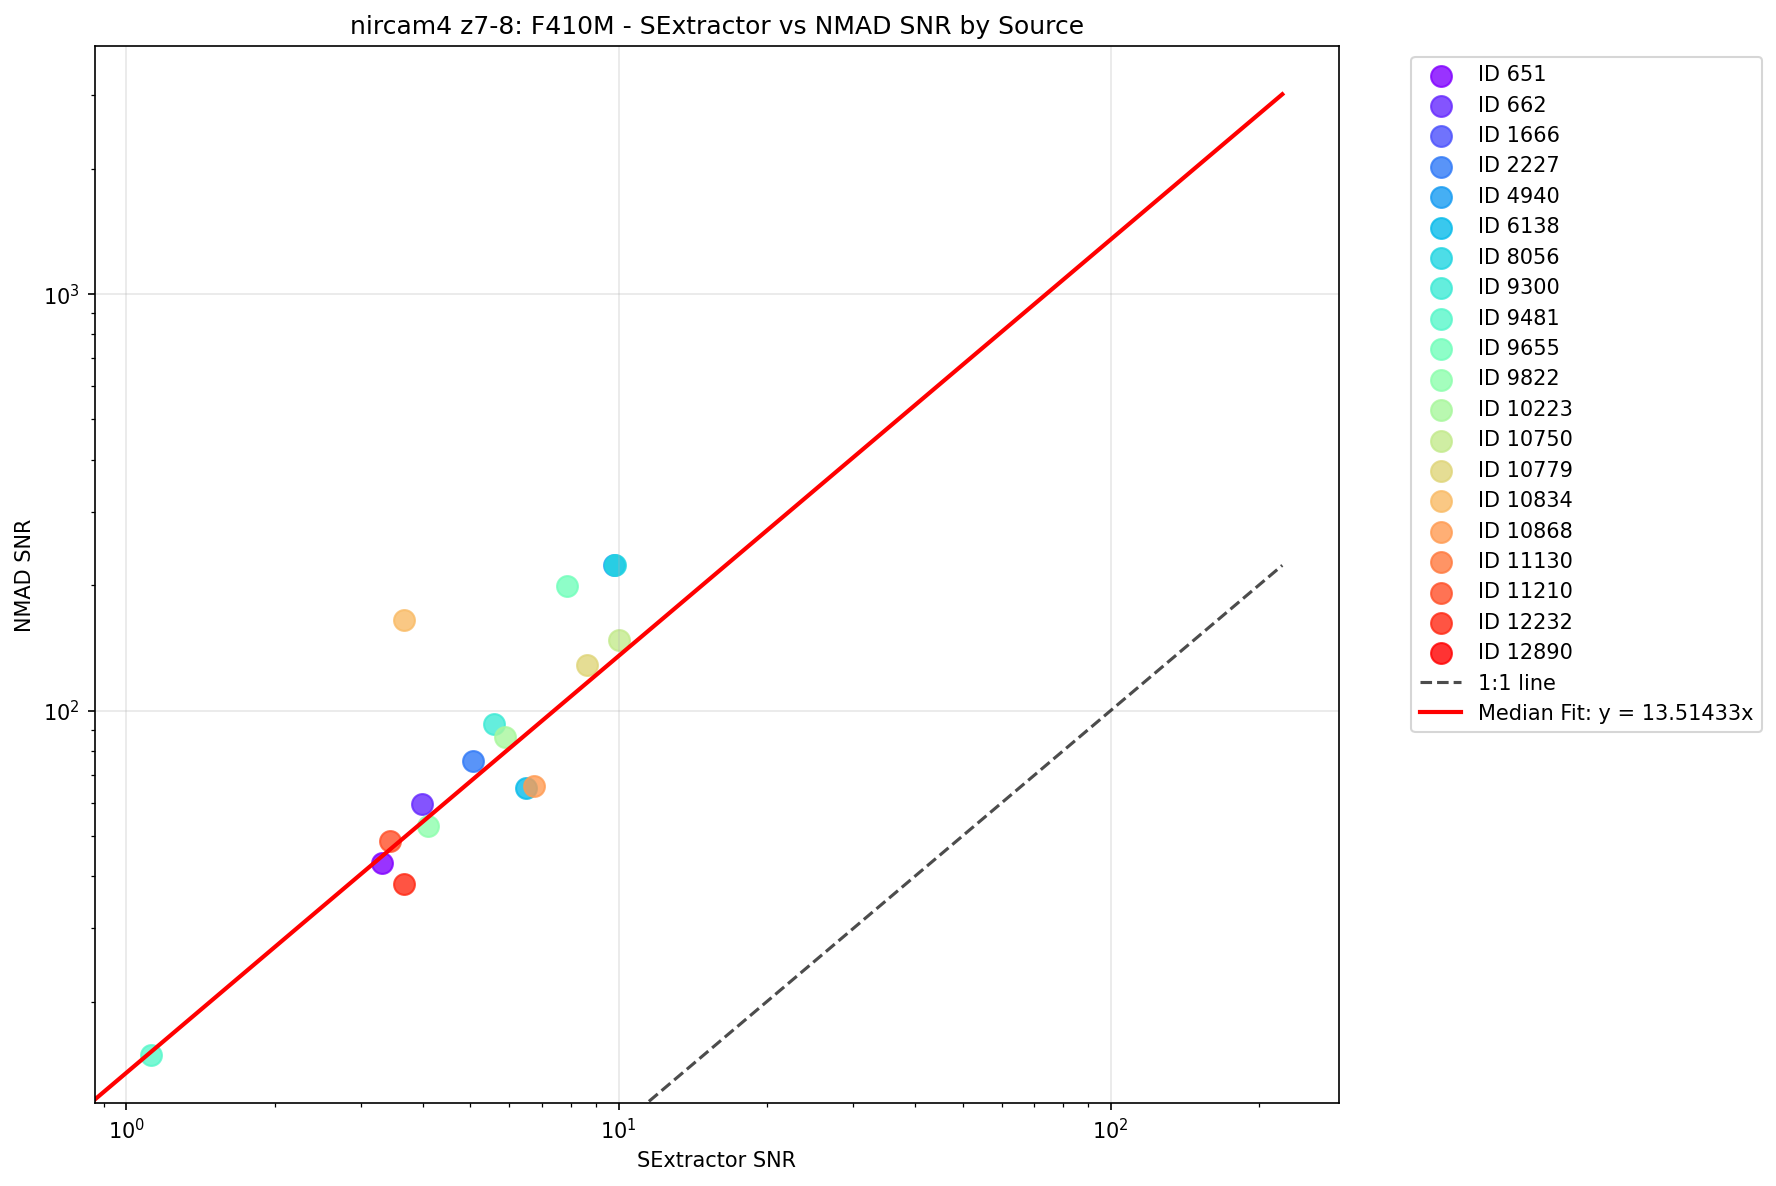 nircam4 z7-8: F410M - SExtractor vs NMAD SNR by Source
NMAD SNR
10³
10²
10⁰
10¹
10²
SExtractor SNR
ID 651
ID 662
ID 1666
ID 2227
ID 4940
ID 6138
ID 8056
ID 9300
ID 9481
ID 9655
ID 9822
ID 10223
ID 10750
ID 10779
ID 10834
ID 10868
ID 11130
ID 11210
ID 12232
ID 12890
1:1 line
Median Fit: y = 13.51433x